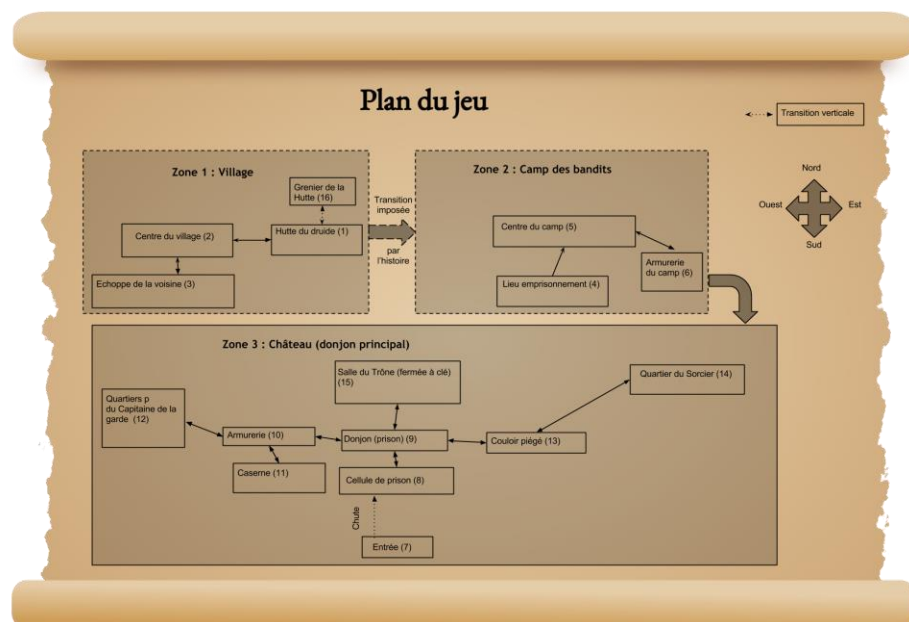 Plan du jeu
Transition verticale
Zone 1 : Village
Grenier de la
Hutte (16)
Centre du village (2)
Hutte du druide (1)
Echoppe de la voisine (3)
Transition
imposée
par
l'histoire
Zone 2 : Camp des bandits
Centre du camp (5)
Lieu emprisonnement (4)
Armurerie
du camp (6)
Nord
Ouest
Est
Sud
Zone 3 : Château (donjon principal)
Salle du Trône (fermée à clé)
(15)
Quartier du Sorcier (14)
Quartiers p
du Capitaine de la
garde (12)
Armurerie (10)
Donjon (prison) (9)
Couloir piégé (13)
Caserne (11)
Cellule de prison (8)
Chute
Entrée (7)